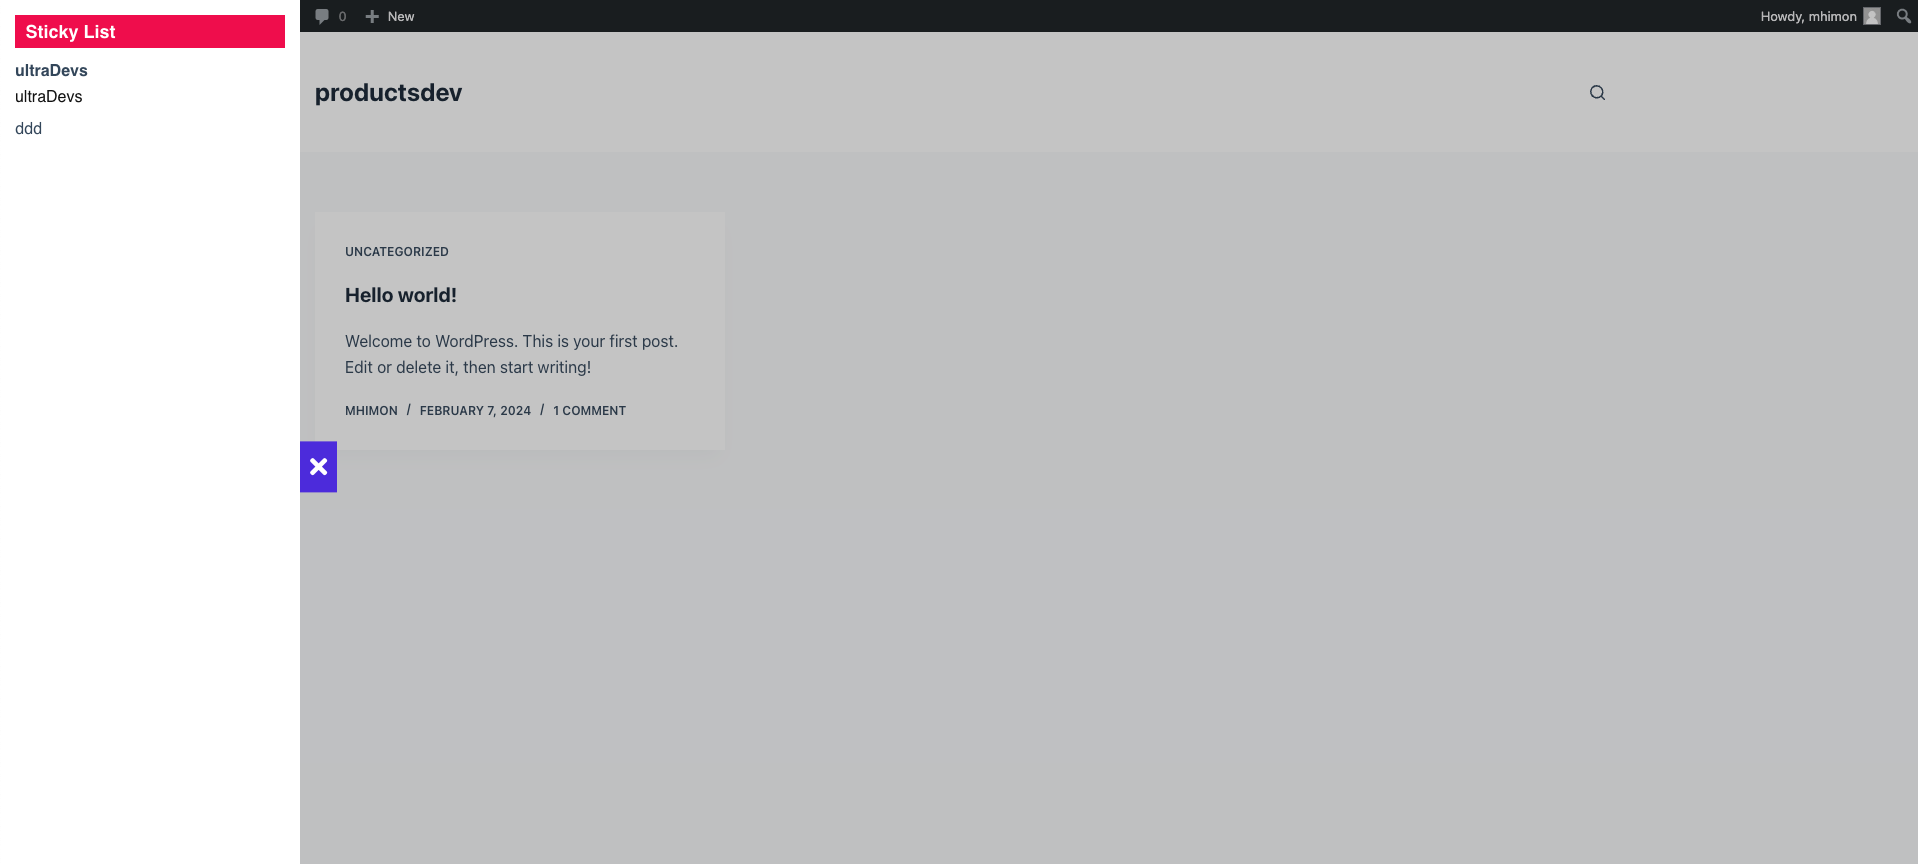 Sticky List
ultraDevs
ultraDevs
ddd
0 New
Howdy, mhimon
productsdev
UNCATEGORIZED
Hello world!
Welcome to WordPress. This is your first post.
Edit or delete it, then start writing!
MHIMON / FEBRUARY 7, 2024 / 1 COMMENT